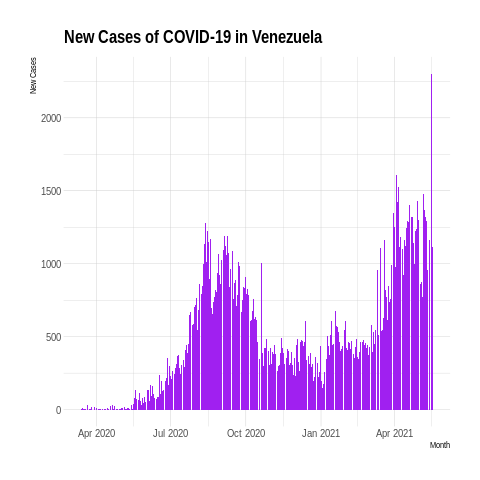 New Cases of COVID-19 in Venezuela
New Cases
2000
1500
1000
500
0
Apr 2020 Jul 2020 Oct 2020 Jan 2021 Apr 2021
Month